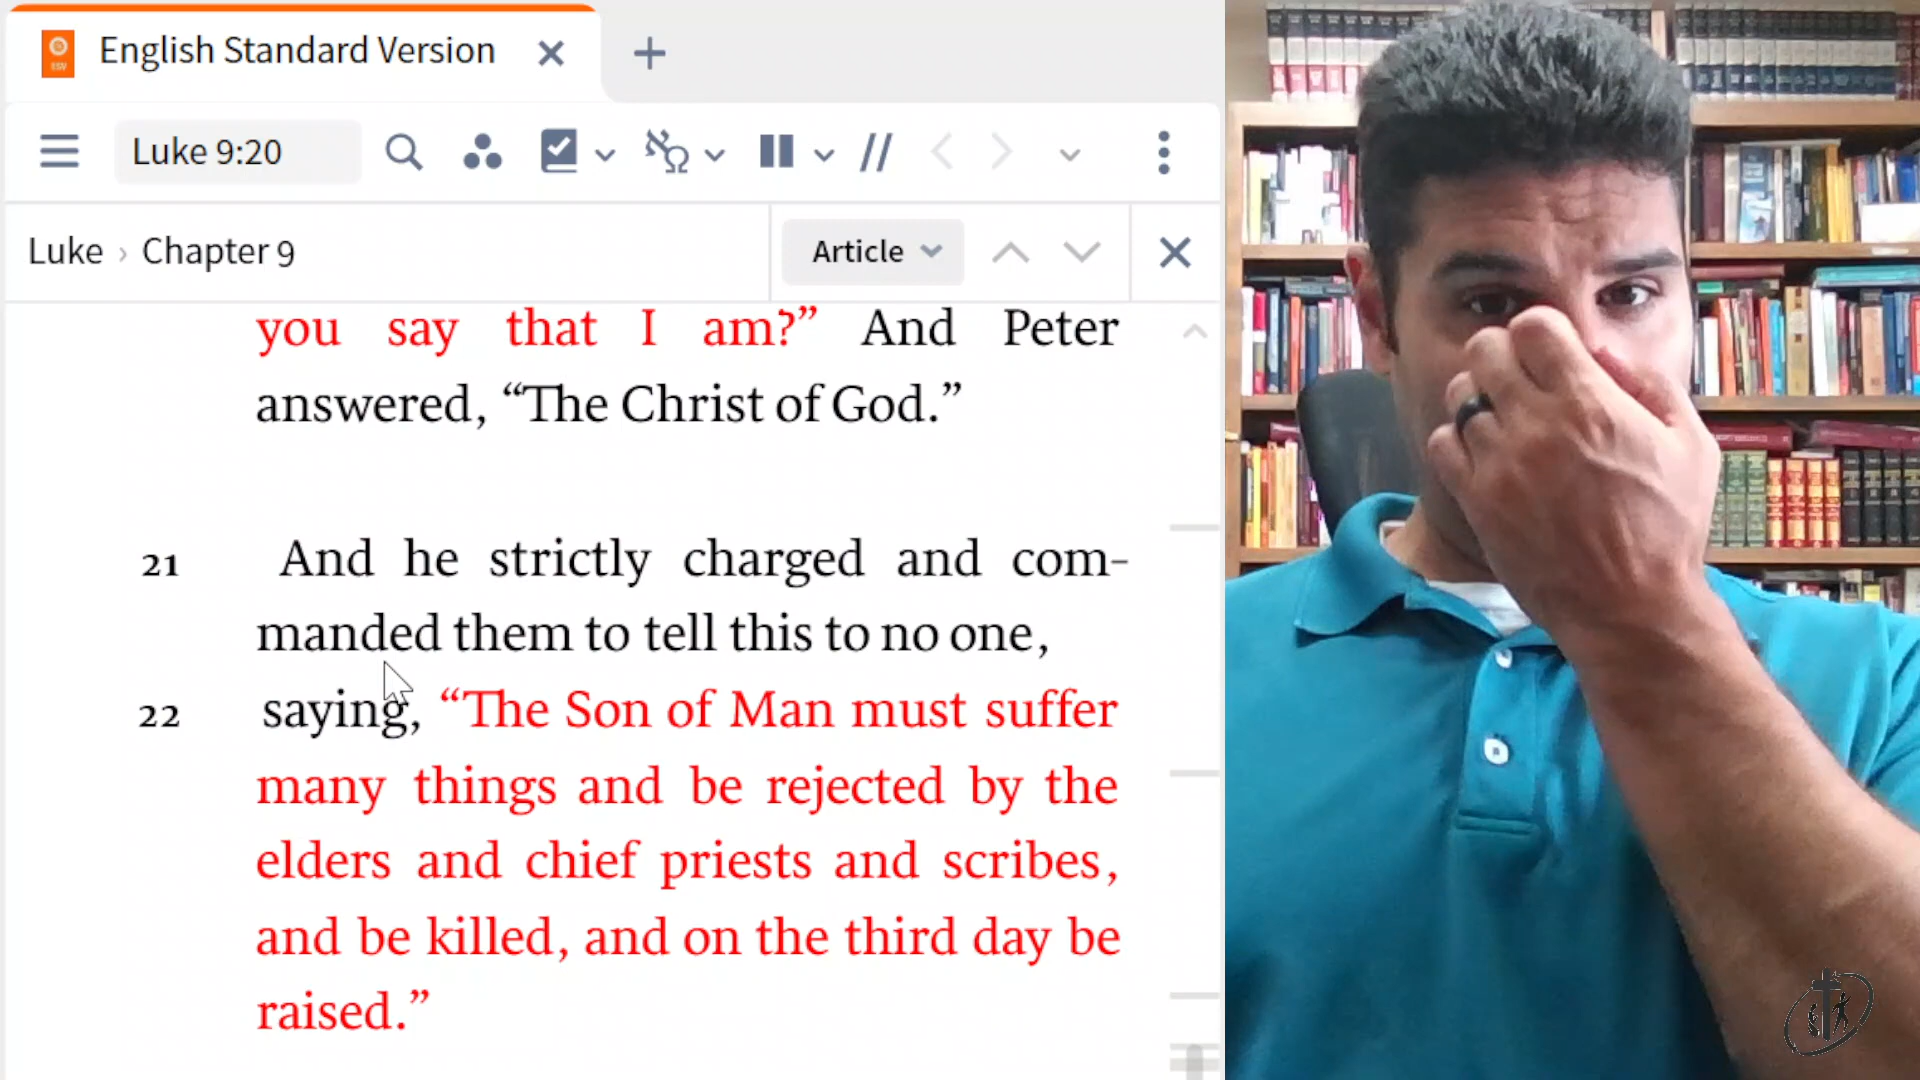 English Standard Version
ESV
Luke 9:20
Luke › Chapter 9
Article
you say that I am?” And Peter
answered, “The Christ of God.”
21 And he strictly charged and com-
manded them to tell this to no one,
22 saying, “The Son of Man must suffer
many things and be rejected by the
elders and chief priests and scribes,
and be killed, and on the third day be
raised.”